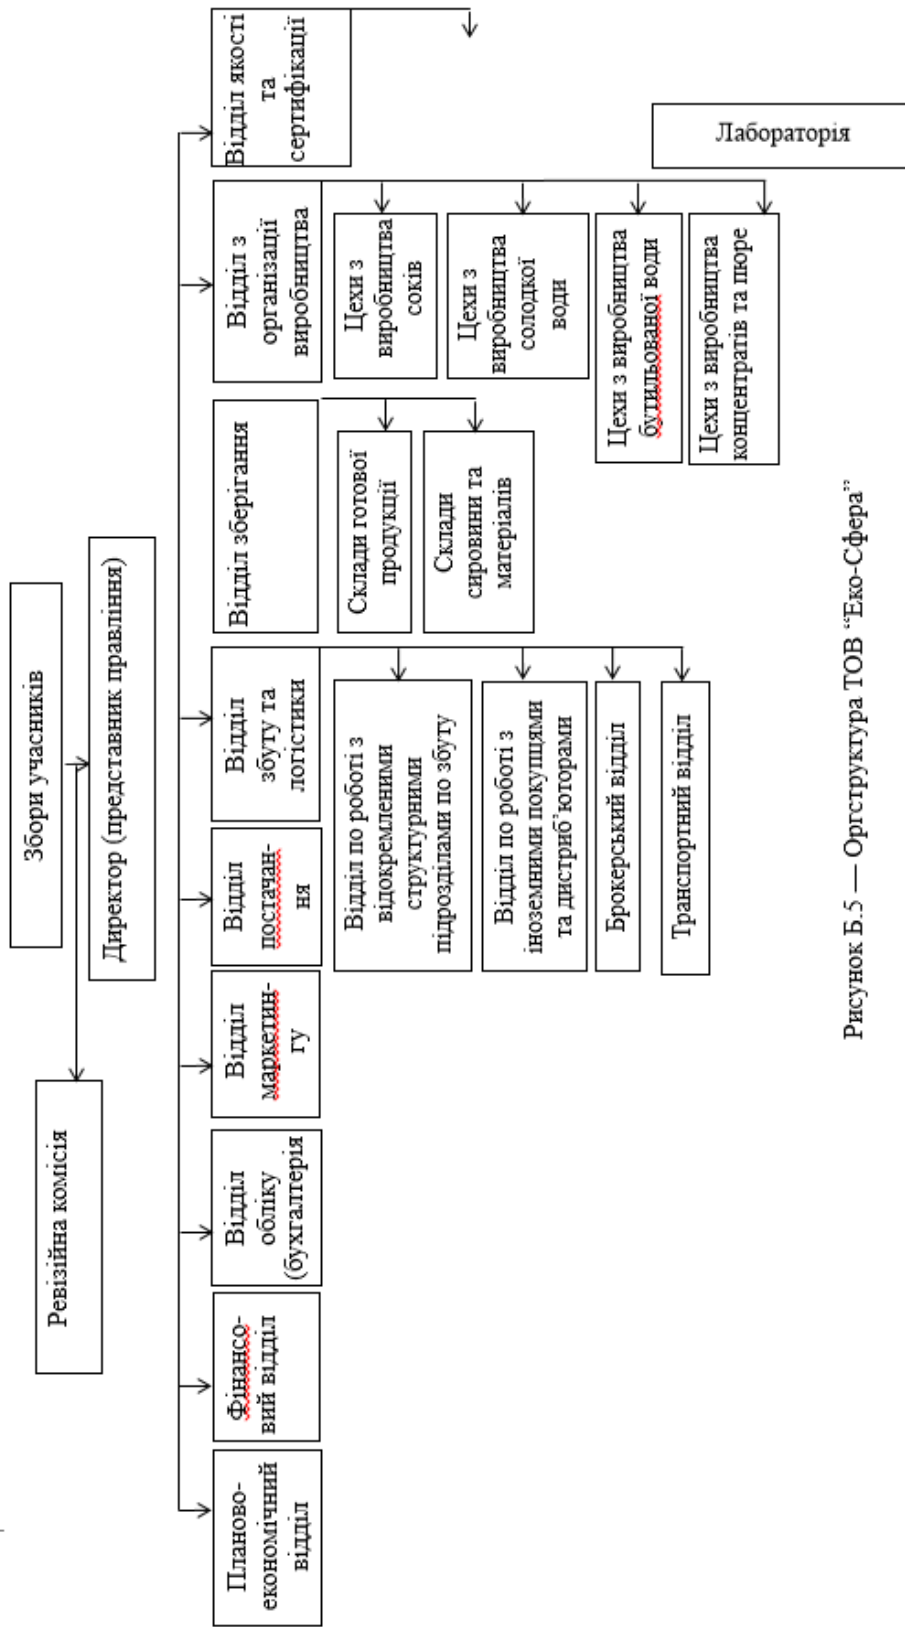 Збори учасників
Ревізійна комісія
Директор (представник правління)
Планово-
економічний
відділ
Фінансо-
вий відділ
Відділ
обліку
(бухгалтерія
Відділ
маркетин-
гу
Відділ
постачан-
ня
Відділ
збуту та
логістики
Відділ зберігання
Відділ з
організації
виробництва
Відділ якості
та
сертифікації
Відділ по роботі з
відокремленими
структурними
підрозділами по збуту
Відділ по роботі з
іноземними покупцями
та дистриб’юторами
Брокерський відділ
Транспортний відділ
Склади готової
продукції
Склади
сировини та
матеріалів
Цехи з
виробництва
соків
Цехи з
виробництва
солодкої
води
Цехи з виробництва
бутильованої води
Цехи з виробництва
концентратів та пюре
Лабораторія
Рисунок Б.5 — Оргструктура ТОВ “Еко-Сфера”